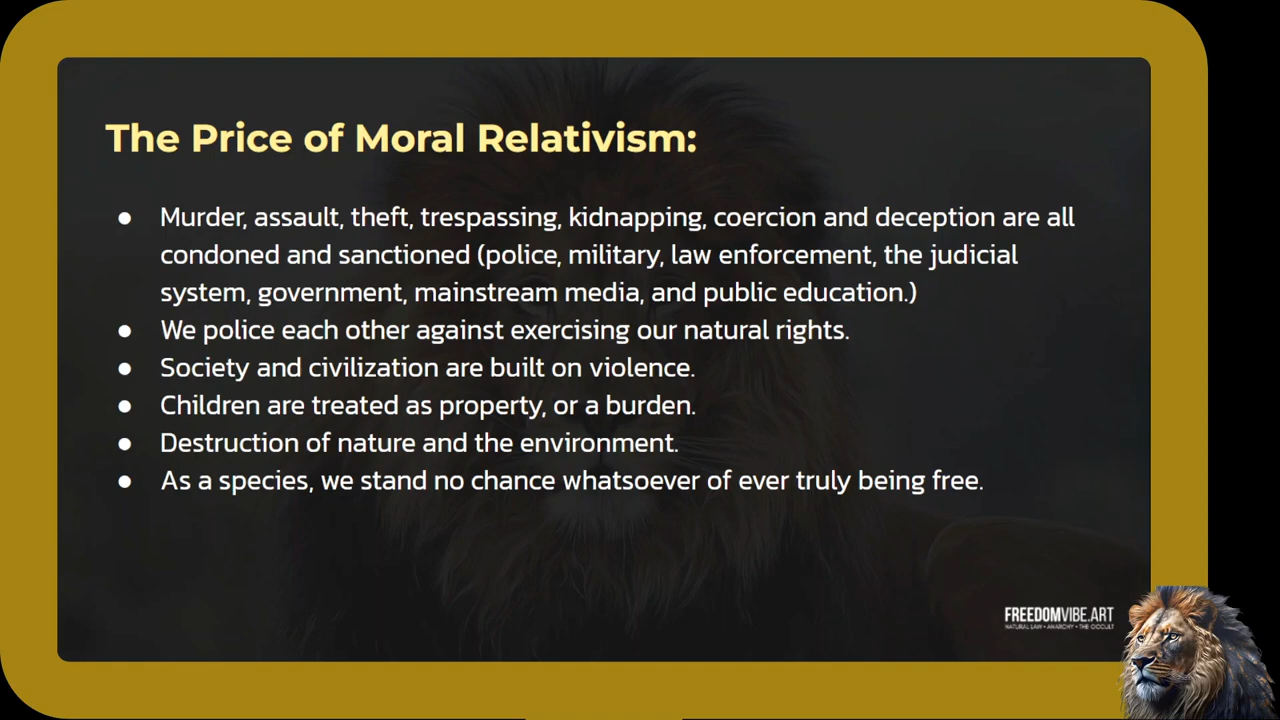 The Price of Moral Relativism:
● Murder, assault, theft, trespassing, kidnapping, coercion and deception are all
condoned and sanctioned (police, military, law enforcement, the judicial
system, government, mainstream media, and public education.)
● We police each other against exercising our natural rights.
● Society and civilization are built on violence.
● Children are treated as property, or a burden.
● Destruction of nature and the environment.
● As a species, we stand no chance whatsoever of ever truly being free.
FREEDOMVIBE.ART
NATURAL LAW • ANARCHY • THE OCCULT